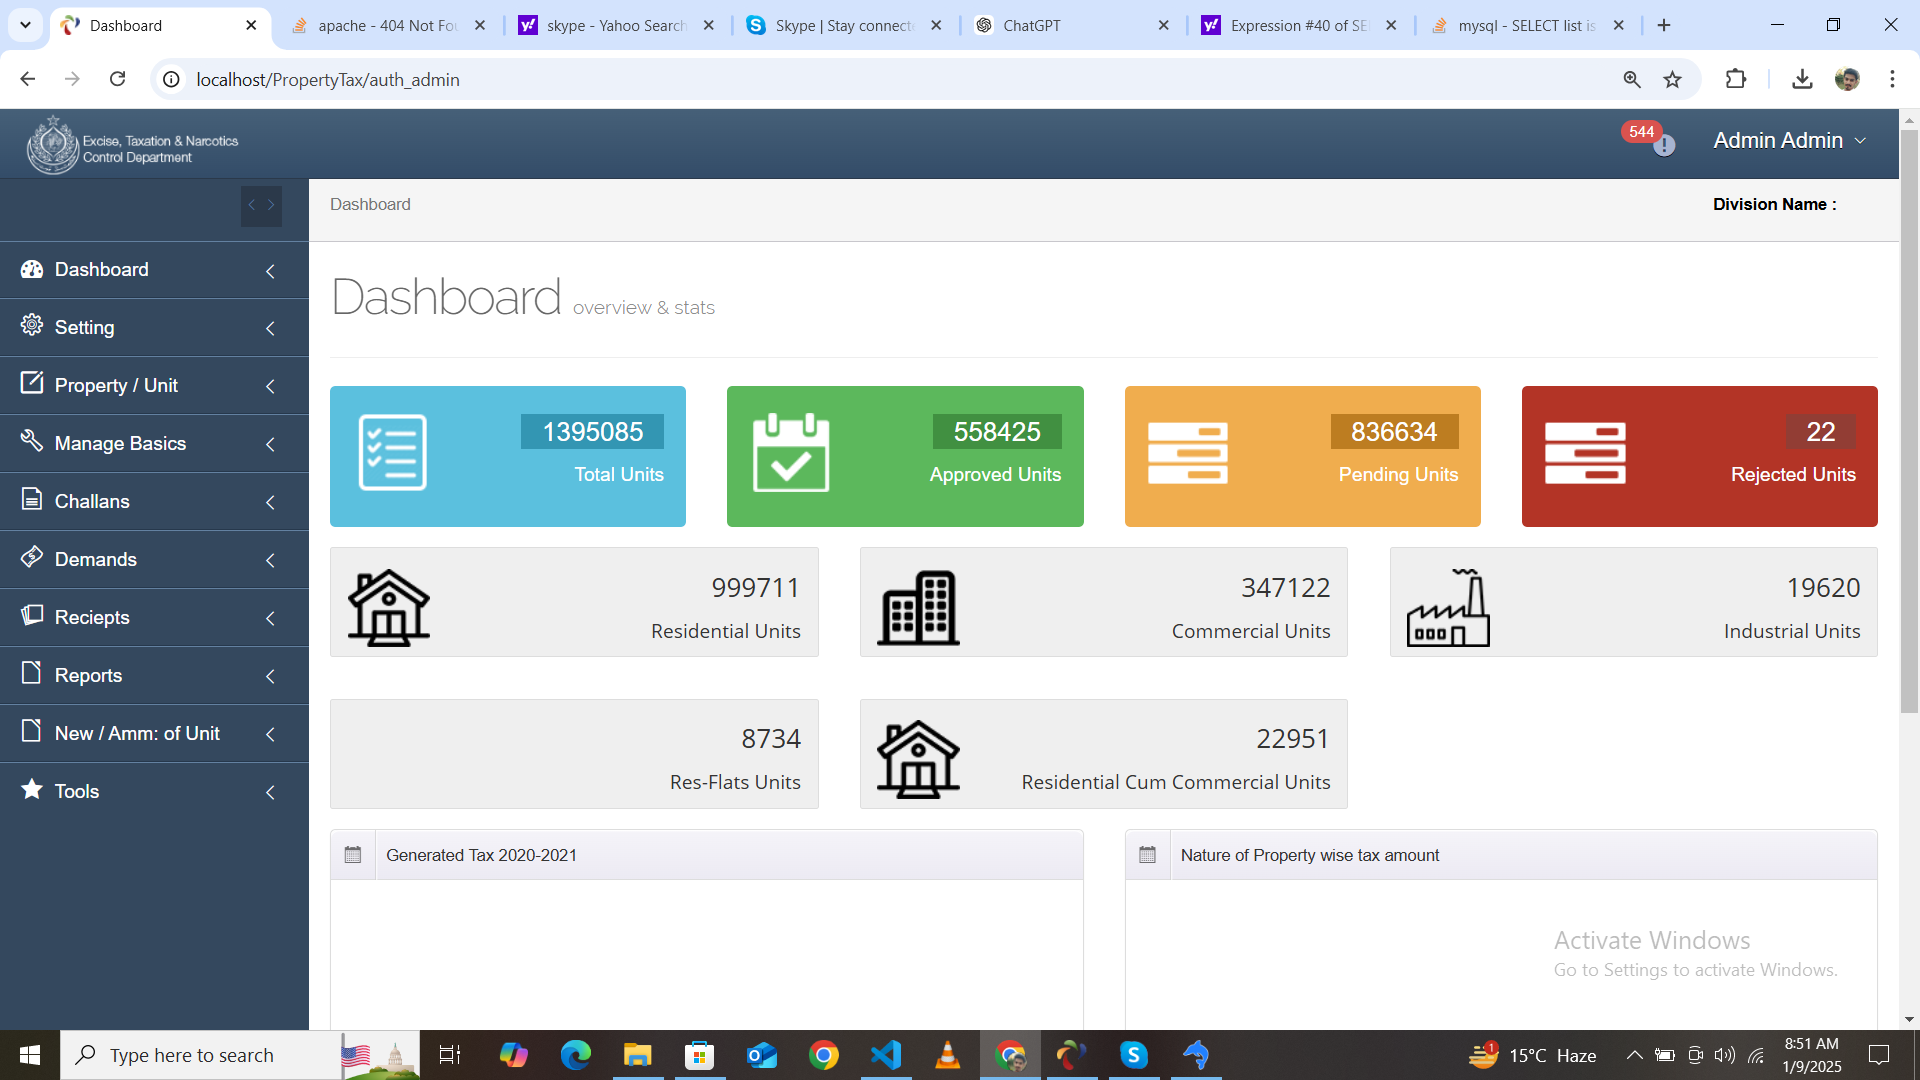 Dashboard
apache - 404 Not Fou
skype - Yahoo Search
Skype | Stay connecte
ChatGPT
Expression #40 of SE
mysql - SELECT list is
localhost/PropertyTax/auth_admin
Excise, Taxation & Narcotics
Control Department
544
Admin Admin
Dashboard
Division Name :
Dashboard
Setting
Property / Unit
Manage Basics
Challans
Demands
Reciepts
Reports
New / Amm: of Unit
Tools
Dashboard overview & stats
1395085
Total Units
558425
Approved Units
836634
Pending Units
22
Rejected Units
999711
Residential Units
347122
Commercial Units
19620
Industrial Units
8734
Res-Flats Units
22951
Residential Cum Commercial Units
Generated Tax 2020-2021
Nature of Property wise tax amount
Activate Windows
Go to Settings to activate Windows.
Type here to search
1
15°C Haze
8:51 AM
1/9/2025